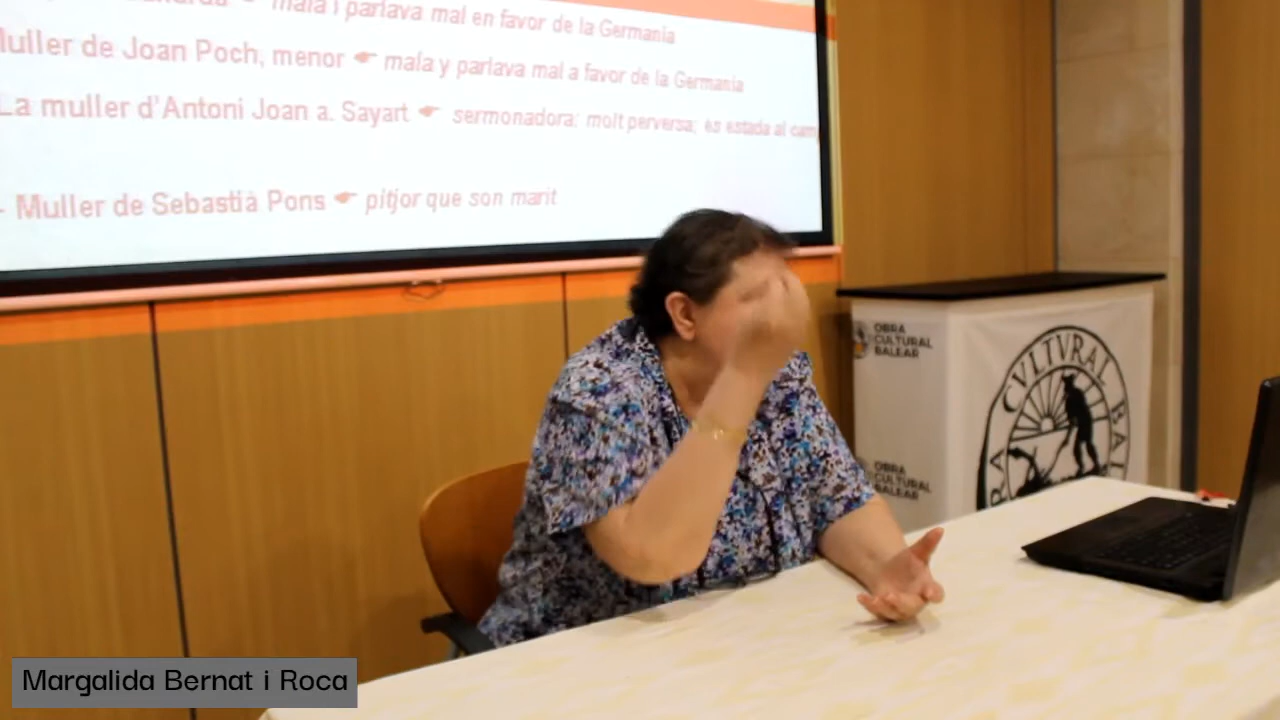 mala i parlava mal en favor de la Germania
Muller de Joan Poch, menor ☛ mala y parlava mal a favor de la Germania
La muller d'Antoni Joan a. Sayart ☛ sermonadora; molt perversa; és estada al
- Muller de Sebastià Pons ☛ pitjor que son marit
OBRA
CULTURAL
BALEAR
CVLTVRAL
OBRA
CULTURAL
BALEAR
Margalida Bernat i Roca